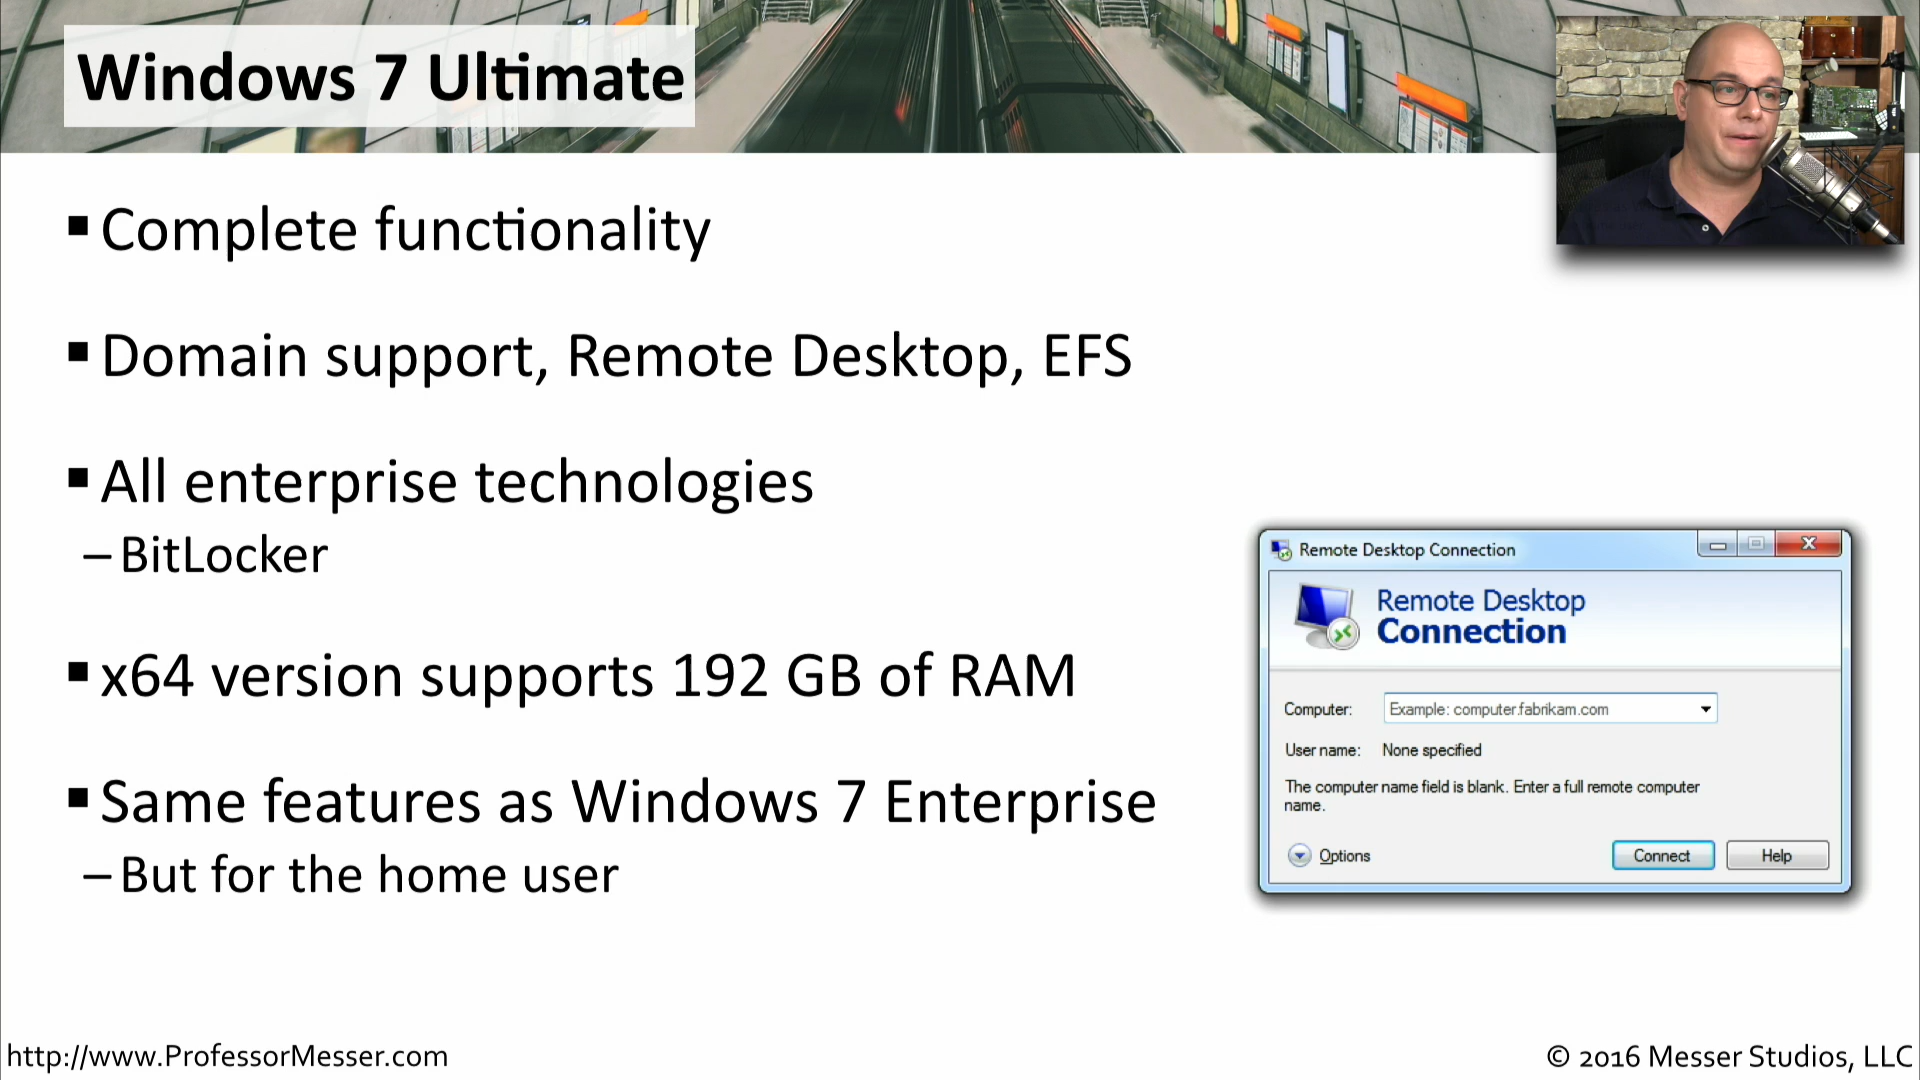 Windows 7 Ultimate
▪ Complete functionality
▪ Domain support, Remote Desktop, EFS
▪ All enterprise technologies
– BitLocker
▪ x64 version supports 192 GB of RAM
▪ Same features as Windows 7 Enterprise
– But for the home user
Remote Desktop Connection
Remote Desktop
Connection
Computer: Example: computer.fabrikam.com
User name: None specified
The computer name field is blank. Enter a full remote computer
name.
Options Connect Help
http://www.ProfessorMesser.com
© 2016 Messer Studios, LLC